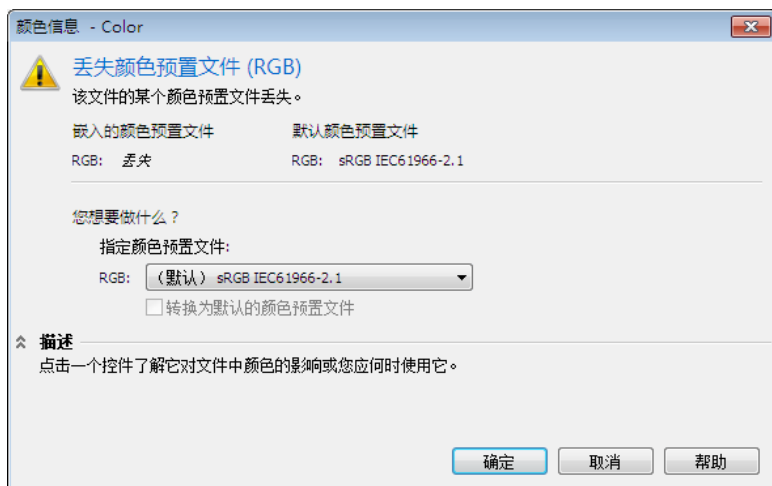 颜色信息 - Color
丢失颜色预置文件 (RGB)
该文件的某个颜色预置文件丢失。
嵌入的颜色预置文件 默认颜色预置文件
RGB: 丢失 RGB: sRGB IEC61966-2.1
您想要做什么？
指定颜色预置文件:
RGB: （默认）sRGB IEC61966-2.1
转换为默认的颜色预置文件
描述
点击一个控件了解它对文件中颜色的影响或您应何时使用它。
确定 取消 帮助